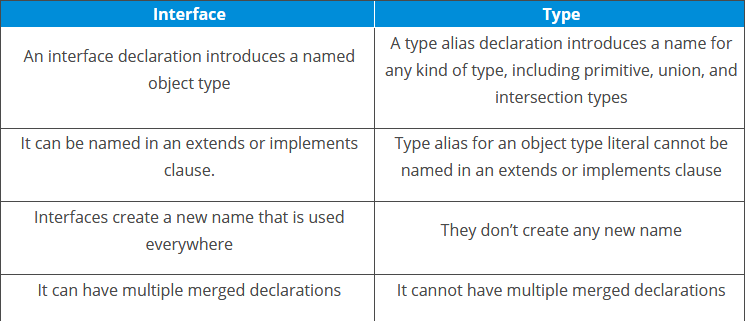 Interface
Type
An interface declaration introduces a named
object type
A type alias declaration introduces a name for
any kind of type, including primitive, union, and
intersection types
It can be named in an extends or implements
clause.
Type alias for an object type literal cannot be
named in an extends or implements clause
Interfaces create a new name that is used
everywhere
They don’t create any new name
It can have multiple merged declarations
It cannot have multiple merged declarations